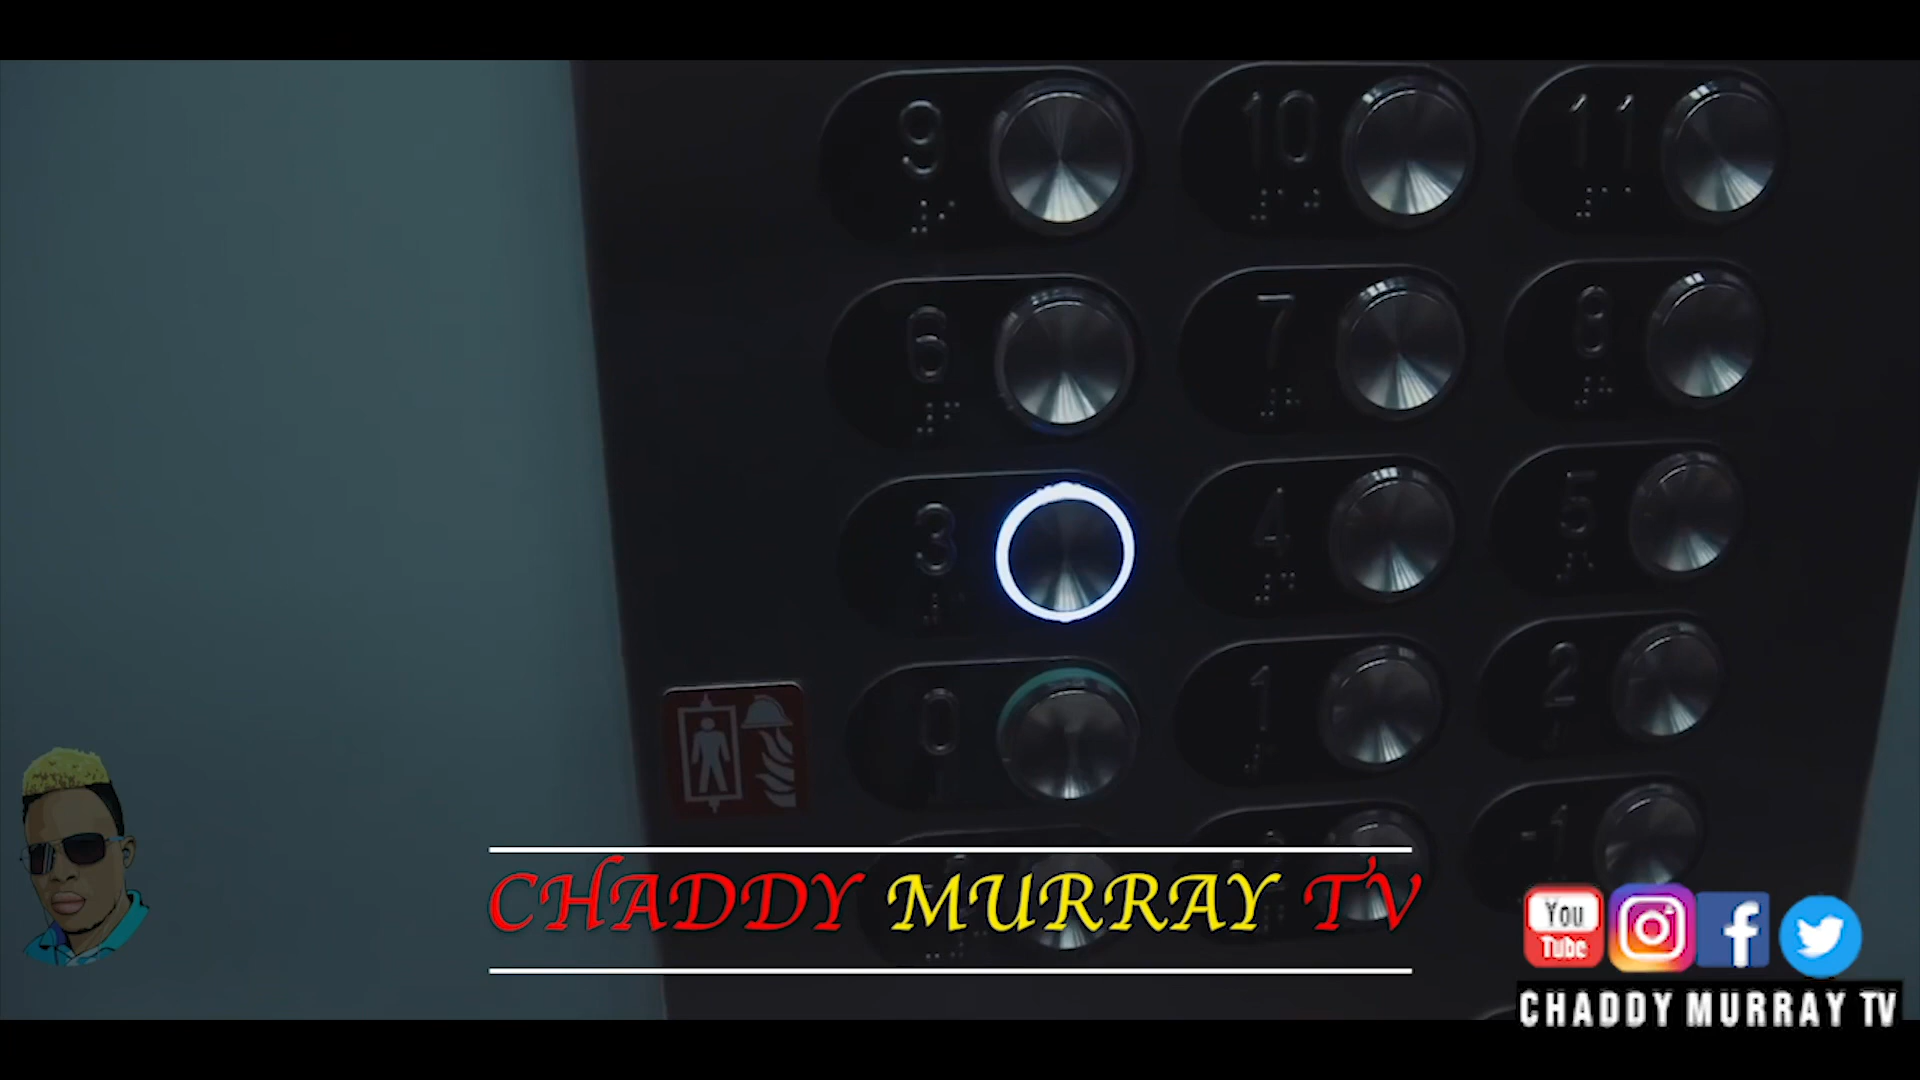 9 10 11
6 7 8
3 4 5
0 1 2
-1
CHADDY MURRAY TV
You
Tube
CHADDY MURRAY TV